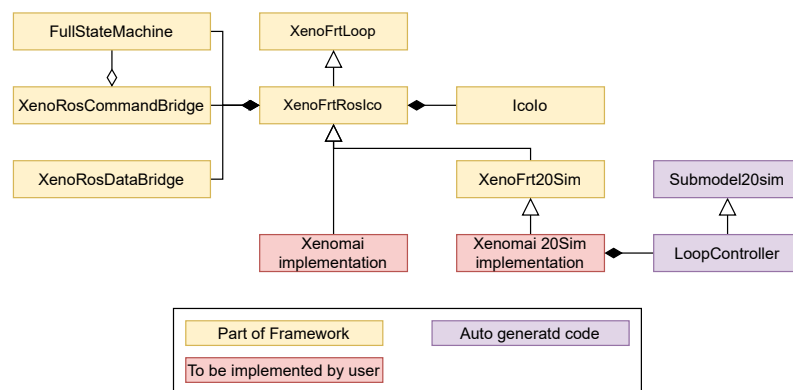 FullStateMachine
XenoFrtLoop
XenoRosCommandBridge
XenoFrtRosIco
IcoIo
XenoRosDataBridge
XenoFrt20Sim
Submodel20sim
Xenomai
implementation
Xenomai 20Sim
implementation
LoopController
Part of Framework
Auto generatd code
To be implemented by user